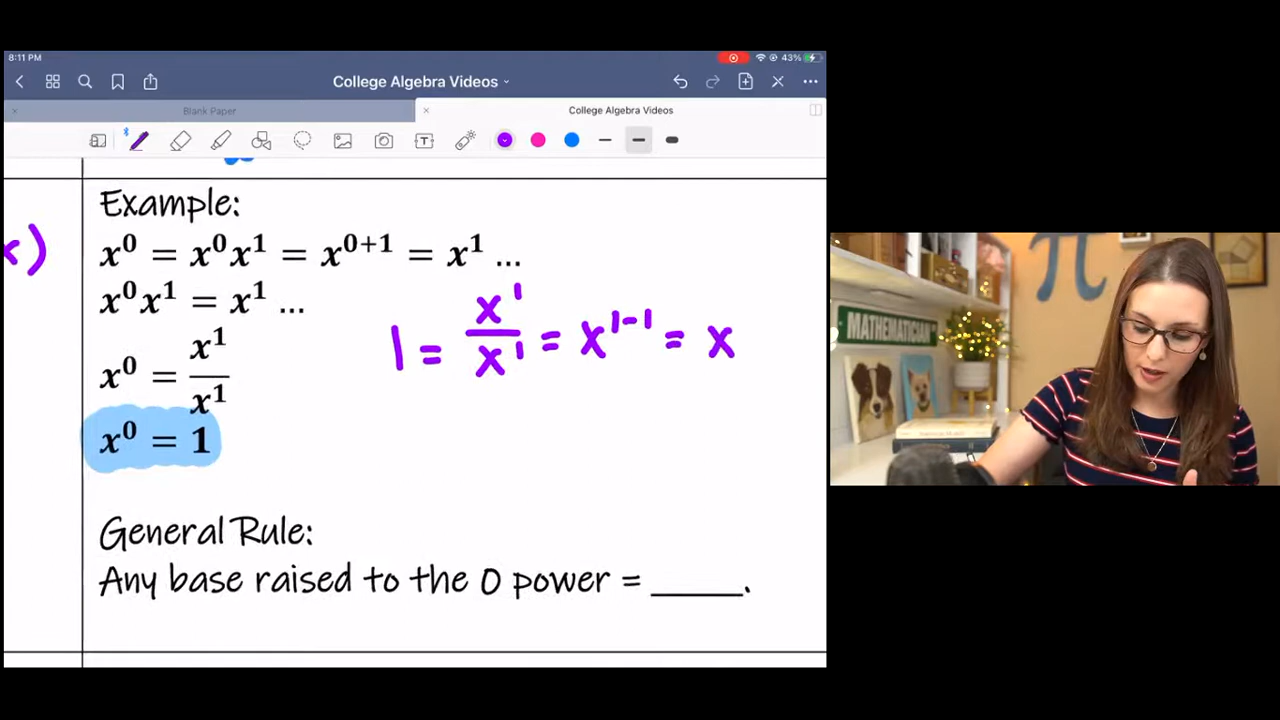 8:11 PM
43%
College Algebra Videos
Blank Paper
College Algebra Videos
T
x)
Example:
x⁰ = x⁰x¹ = x⁰⁺¹ = x¹ ...
x⁰x¹ = x¹ ...
x⁰ = x¹/x¹
1 = x¹/x¹ = x¹⁻¹ = x
x⁰ = 1
General Rule:
Any base raised to the 0 power = _____.
MATHEMATICIAN
π